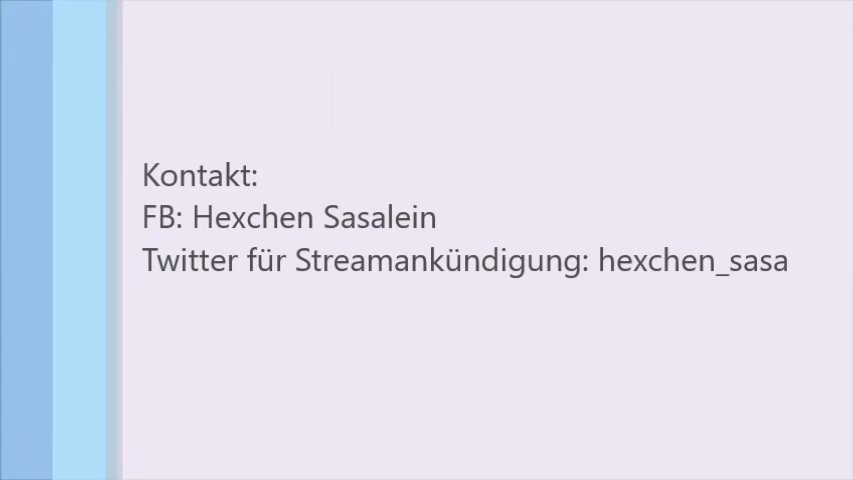 Kontakt:
FB: Hexchen Sasalein
Twitter für Streamankündigung: hexchen_sasa